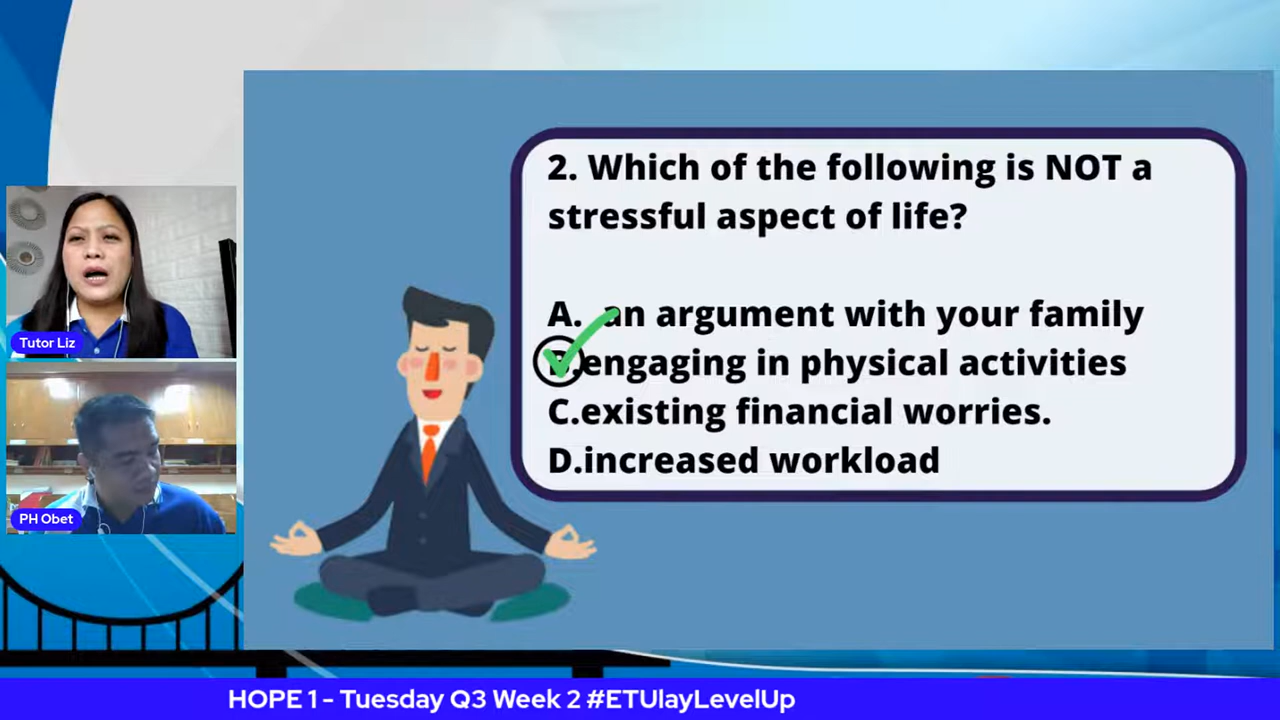 2. Which of the following is NOT a
stressful aspect of life?
A. an argument with your family
B.engaging in physical activities
C.existing financial worries.
D.increased workload
Tutor Liz
PH Obet
HOPE 1 - Tuesday Q3 Week 2 #ETUlayLevelUp